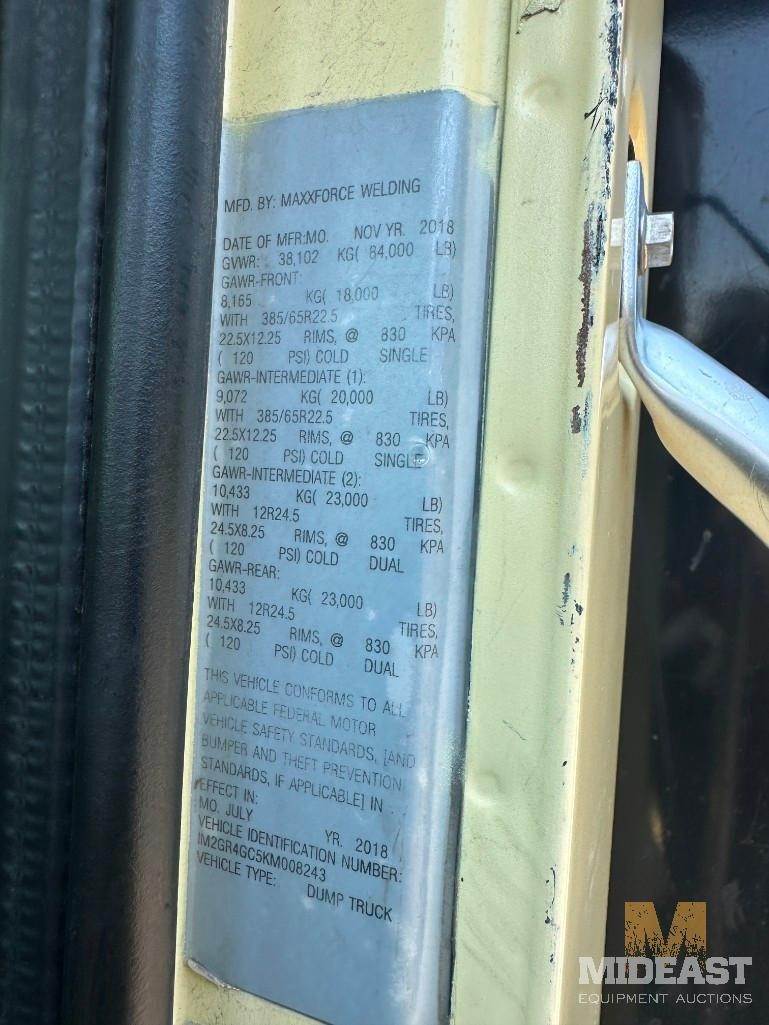 MFD. BY: MAXXFORCE WELDING
DATE OF MFR:MO. NOV YR. 2018
GVWR: 38,102 KG( 84,000 LB)
GAWR-FRONT:
8,165 KG( 18,000 LB)
WITH 385/65R22.5 TIRES,
22.5X12.25 RIMS, @ 830 KPA
( 120 PSI) COLD SINGLE
GAWR-INTERMEDIATE (1):
9,072 KG( 20,000 LB)
WITH 385/65R22.5 TIRES,
22.5X12.25 RIMS, @ 830 KPA
( 120 PSI) COLD SINGLE
GAWR-INTERMEDIATE (2):
10,433 KG( 23,000 LB)
WITH 12R24.5 TIRES,
24.5X8.25 RIMS, @ 830 KPA
( 120 PSI) COLD DUAL
GAWR-REAR:
10,433 KG( 23,000 LB)
WITH 12R24.5 TIRES,
24.5X8.25 RIMS, @ 830 KPA
( 120 PSI) COLD DUAL
THIS VEHICLE CONFORMS TO ALL
APPLICABLE FEDERAL MOTOR
VEHICLE SAFETY STANDARDS, [AND
BUMPER AND THEFT PREVENTION
STANDARDS, IF APPLICABLE] IN
EFFECT IN:
MO. JULY YR. 2018
VEHICLE IDENTIFICATION NUMBER:
IM2GR4GC5KM008243
VEHICLE TYPE: DUMP TRUCK
M
MIDEAST
EQUIPMENT AUCTIONS